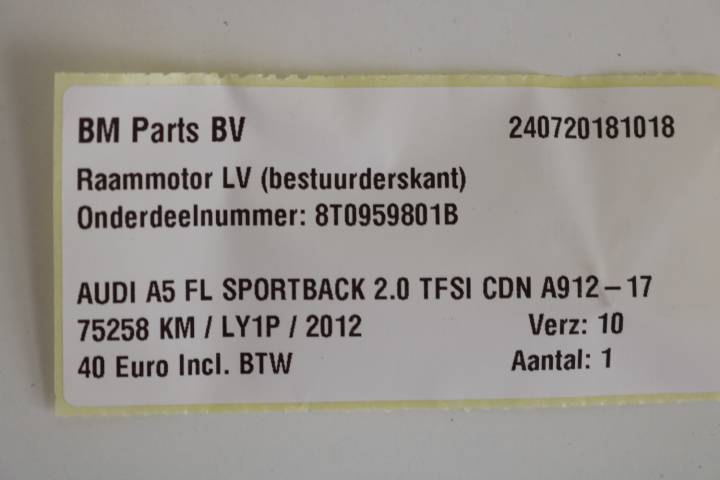 BM Parts BV 240720181018
Raammotor LV (bestuurderskant)
Onderdeelnummer: 8T0959801B
AUDI A5 FL SPORTBACK 2.0 TFSI CDN A912-17
75258 KM / LY1P / 2012 Verz: 10
40 Euro Incl. BTW Aantal: 1